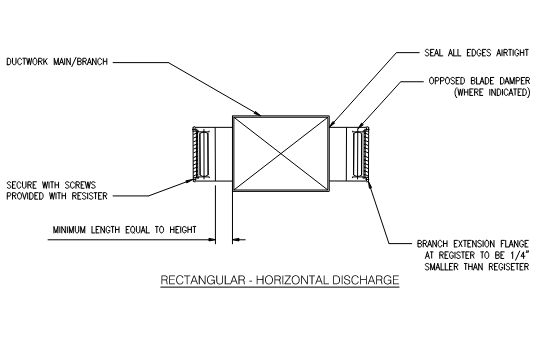 DUCTWORK MAIN/BRANCH
SEAL ALL EDGES AIRTIGHT
OPPOSED BLADE DAMPER
(WHERE INDICATED)
SECURE WITH SCREWS
PROVIDED WITH RESISTER
MINIMUM LENGTH EQUAL TO HEIGHT
BRANCH EXTENSION FLANGE
AT REGISTER TO BE 1/4"
SMALLER THAN REGISETER
RECTANGULAR - HORIZONTAL DISCHARGE